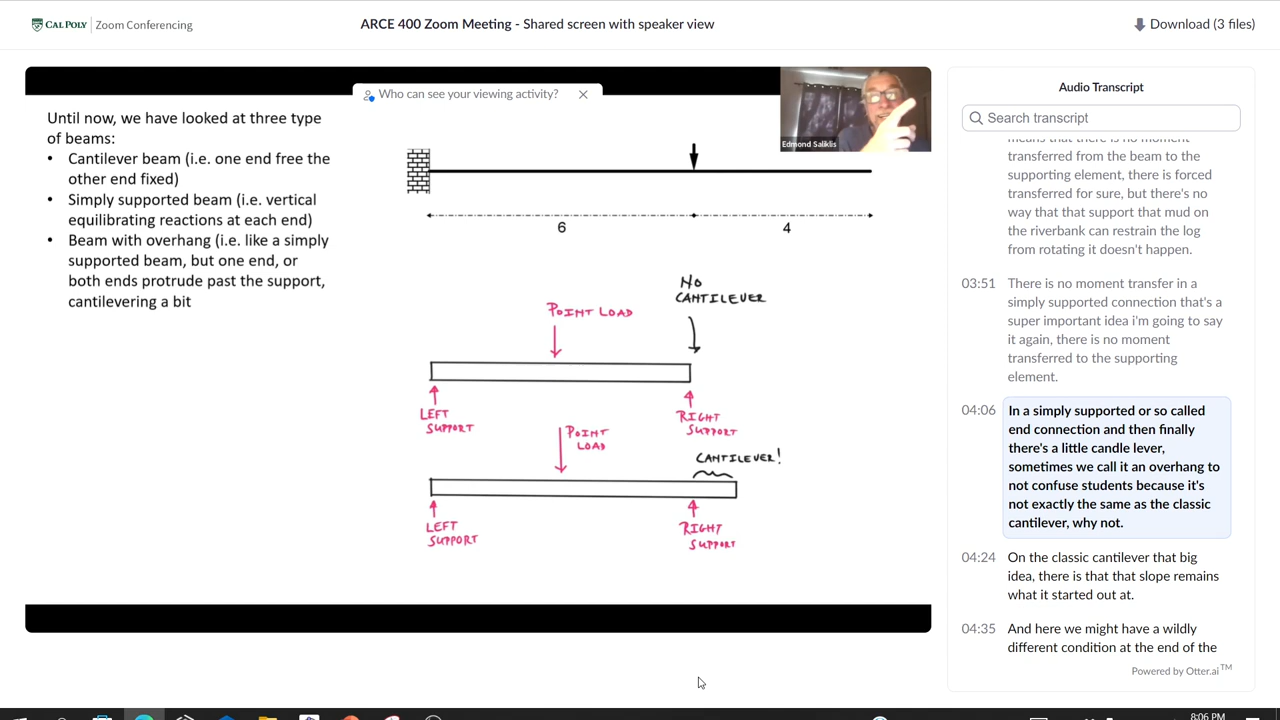 CAL POLY | Zoom Conferencing
ARCE 400 Zoom Meeting - Shared screen with speaker view
Download (3 files)
Who can see your viewing activity?
Edmond Saliklis
Until now, we have looked at three type
of beams:
• Cantilever beam (i.e. one end free the
other end fixed)
• Simply supported beam (i.e. vertical
equilibrating reactions at each end)
• Beam with overhang (i.e. like a simply
supported beam, but one end, or
both ends protrude past the support,
cantilevering a bit
6
4
NO
CANTILEVER
POINT LOAD
LEFT
SUPPORT
RIGHT
SUPPORT
POINT
LOAD
CANTILEVER!
LEFT
SUPPORT
RIGHT
SUPPORT
Audio Transcript
Search transcript
means that there is no moment
transferred from the beam to the
supporting element, there is forced
transferred for sure, but there's no
way that that support that mud on
the riverbank can restrain the log
from rotating it doesn't happen.
03:51
There is no moment transfer in a
simply supported connection that's a
super important idea i'm going to say
it again, there is no moment
transferred to the supporting
element.
04:06
In a simply supported or so called
end connection and then finally
there's a little candle lever,
sometimes we call it an overhang to
not confuse students because it's
not exactly the same as the classic
cantilever, why not.
04:24
On the classic cantilever that big
idea, there is that that slope remains
what it started out at.
04:35
And here we might have a wildly
different condition at the end of the
Powered by Otter.ai™
8:06 PM